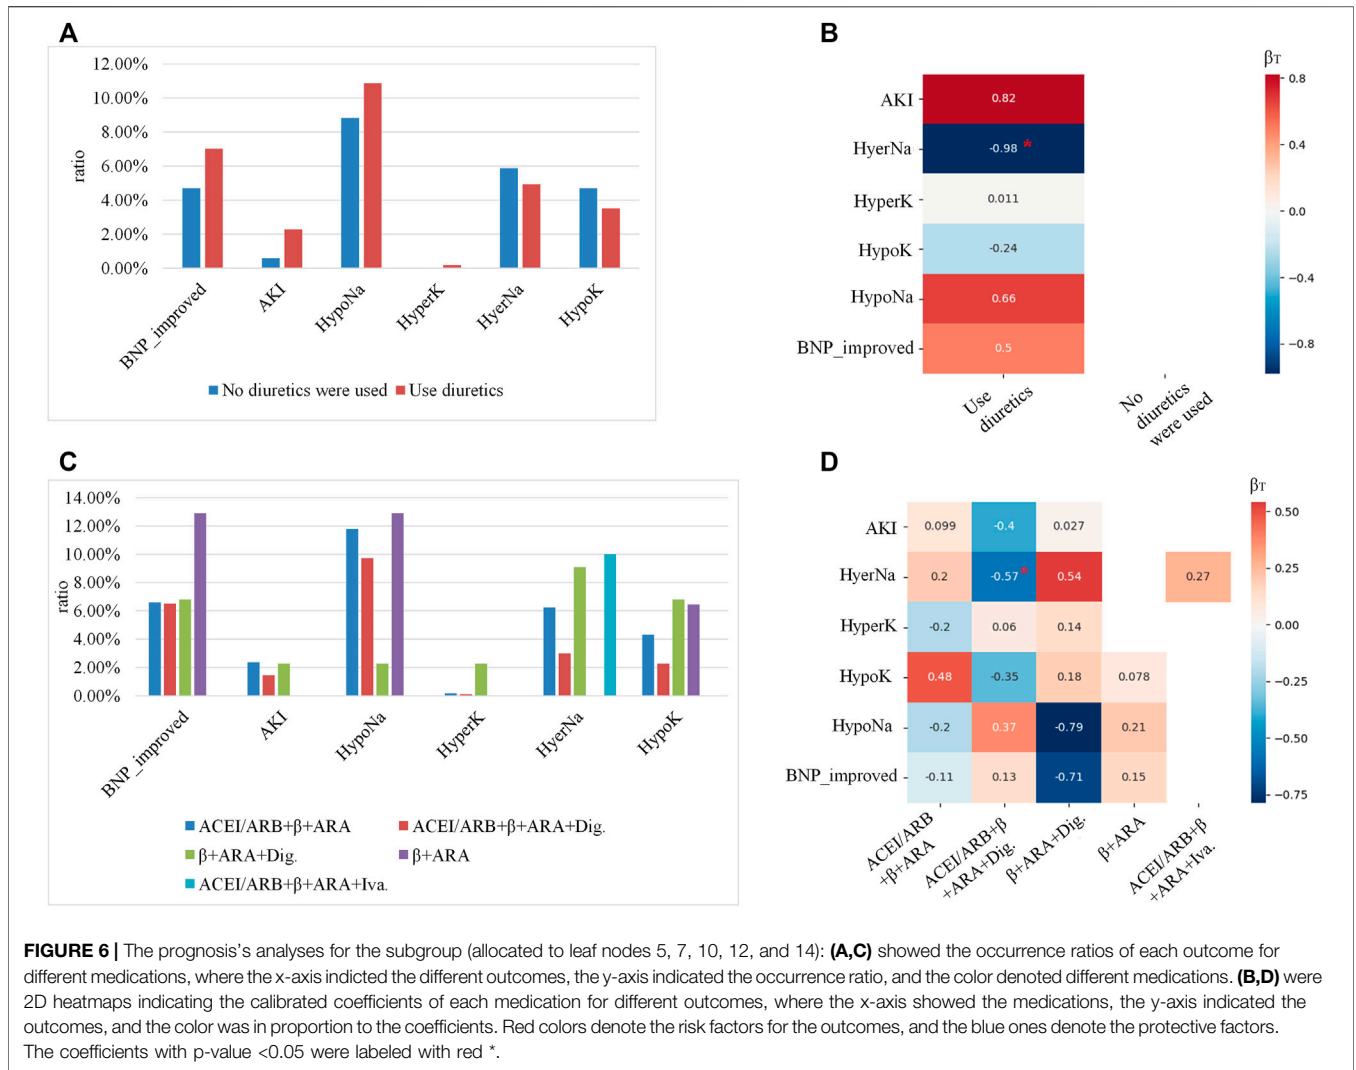 A
12.00%
10.00%
8.00%
6.00%
4.00%
2.00%
0.00%
ratio
BNP_improved
AKI
HypoNa
HyperK
HyerNa
HypoK
No diuretics were used
Use diuretics
B
βT
AKI
0.82
HyerNa
-0.98 *
HyperK
0.011
HypoK
-0.24
HypoNa
0.66
BNP_improved
0.5
Use
diuretics
No
diuretics
were used
0.8
0.4
0.0
−0.4
−0.8
C
14.00%
12.00%
10.00%
8.00%
6.00%
4.00%
2.00%
0.00%
ratio
BNP_improved
AKI
HypoNa
HyperK
HyerNa
HypoK
ACEI/ARB+β+ARA
ACEI/ARB+β+ARA+Dig.
β+ARA+Dig.
β+ARA
ACEI/ARB+β+ARA+Iva.
D
βT
AKI
0.099 -0.4 0.027
HyerNa
0.2 -0.57 * 0.54 0.27
HyperK
-0.2 0.06 0.14
HypoK
0.48 -0.35 0.18 0.078
HypoNa
-0.2 0.37 -0.79 0.21
BNP_improved
-0.11 0.13 -0.71 0.15
ACEI/ARB
+β+ARA
ACEI/ARB+β
+ARA+Dig.
β+ARA+Dig.
β+ARA
ACEI/ARB+β
+ARA+Iva.
0.50
0.25
0.00
−0.25
−0.50
−0.75
FIGURE 6 | The prognosis's analyses for the subgroup (allocated to leaf nodes 5, 7, 10, 12, and 14): (A,C) showed the occurrence ratios of each outcome for
different medications, where the x-axis indicted the different outcomes, the y-axis indicated the occurrence ratio, and the color denoted different medications. (B,D) were
2D heatmaps indicating the calibrated coefficients of each medication for different outcomes, where the x-axis showed the medications, the y-axis indicated the
outcomes, and the color was in proportion to the coefficients. Red colors denote the risk factors for the outcomes, and the blue ones denote the protective factors.
The coefficients with p-value <0.05 were labeled with red *.